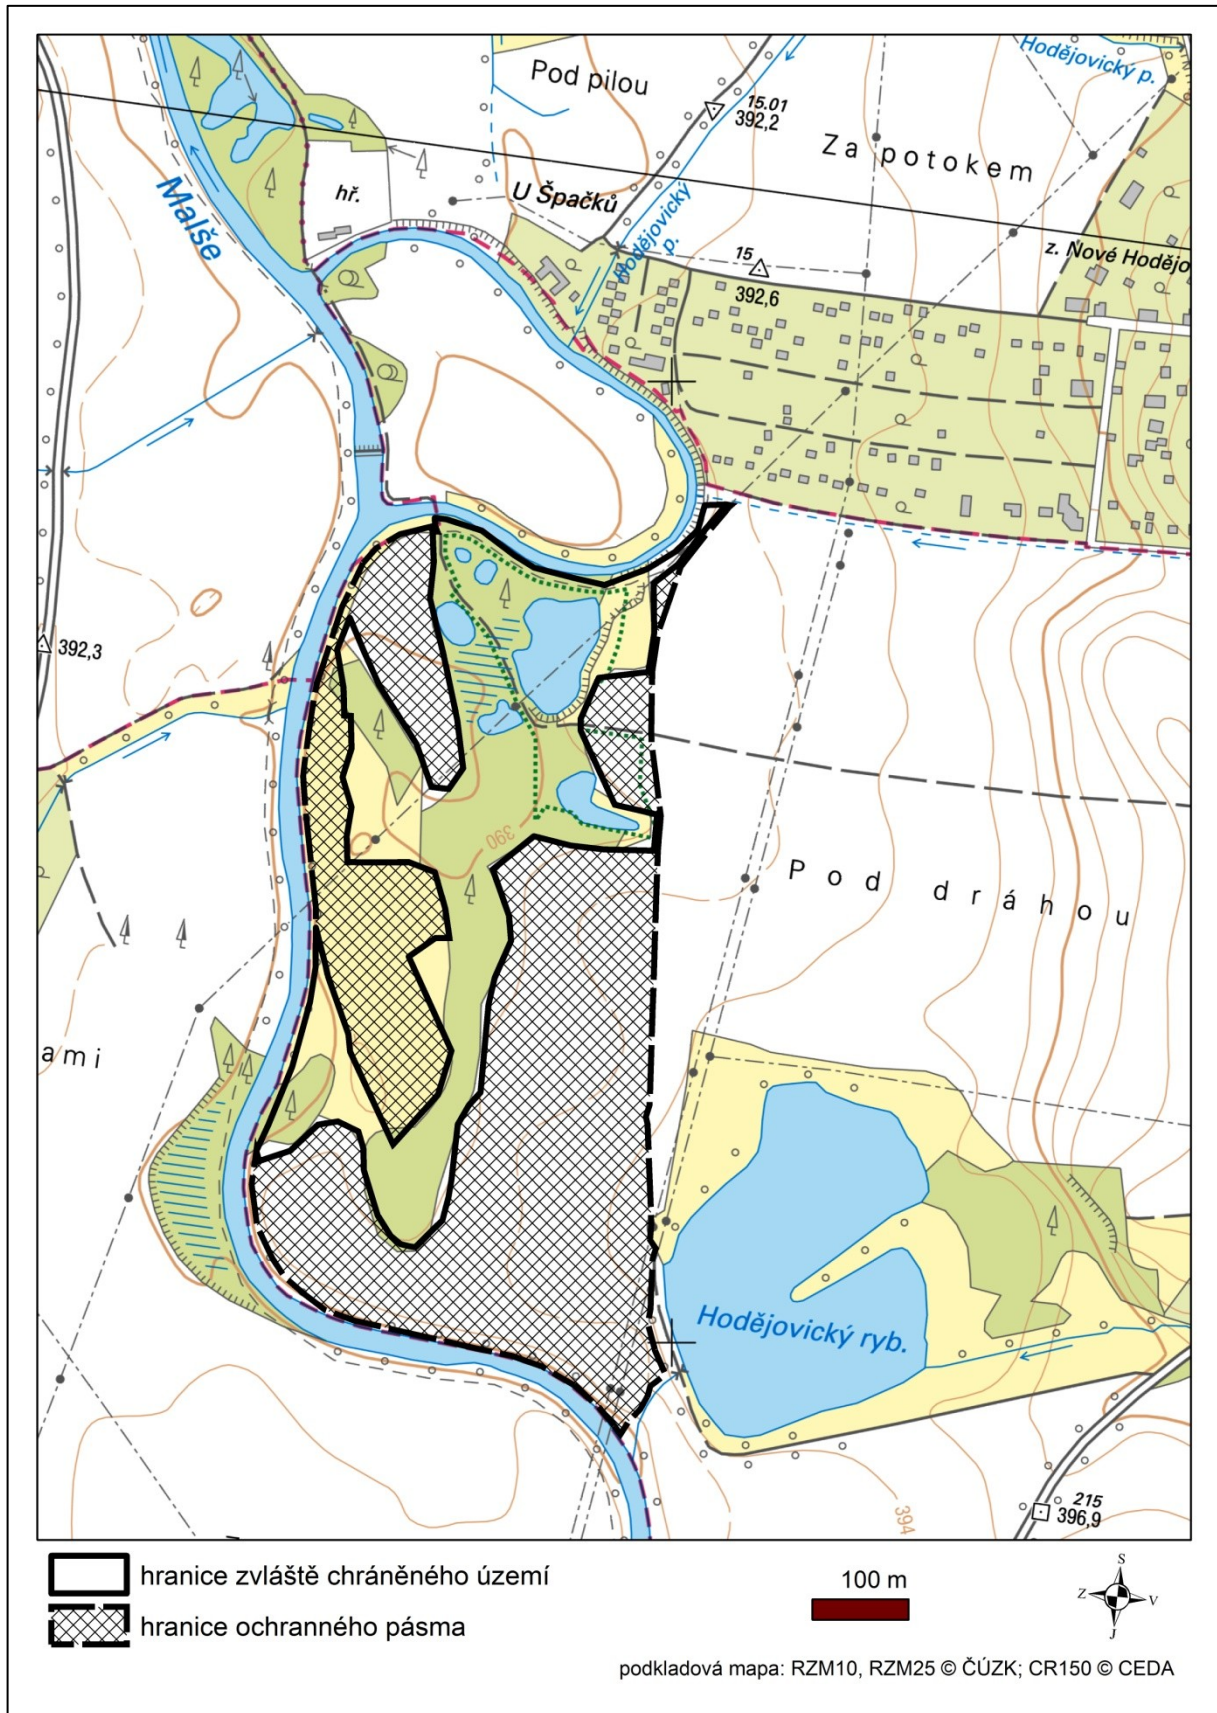 Hodějovický p.
Pod pilou
15.01
392,2
Za potokem
Malše
hř.
U Špačků
Hodějovický
p.
15
392,6
z. Nové Hodějo
392,3
390
Pod dráhou
ami
Hodějovický ryb.
394
215
396,9
hranice zvláště chráněného území
hranice ochranného pásma
100 m
S
Z
V
J
podkladová mapa: RZM10, RZM25 © ČÚZK; CR150 © CEDA